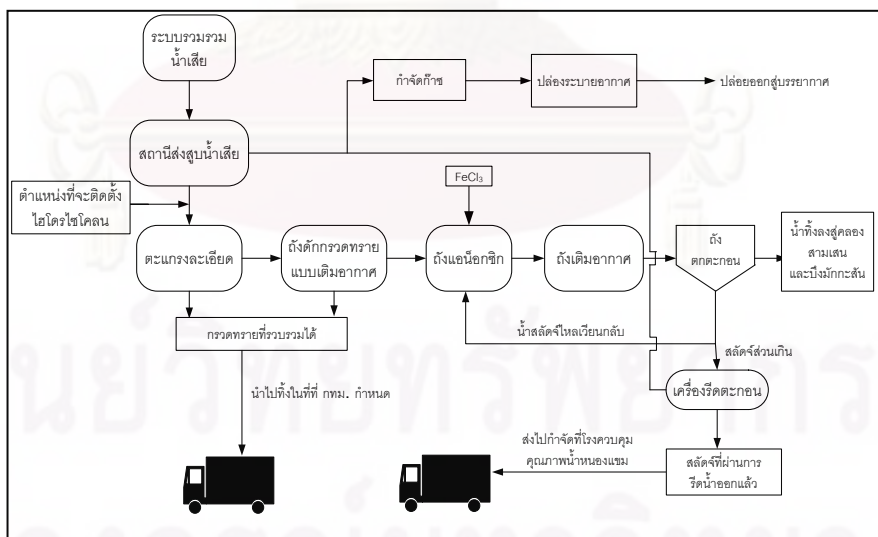 ระบบรวมรวม
น้ำเสีย
กำจัดก๊าซ
ปล่องระบายอากาศ
ปล่อยออกสู่บรรยากาศ
สถานีส่งสูบน้ำเสีย
ตำแหน่งที่จะติดตั้ง
ไฮโดรไซโคลน
FeCl₃
ตะแกรงละเอียด
ถังดักกรวดทราย
แบบเติมอากาศ
ถังแอน็อกซิก
ถังเติมอากาศ
ถัง
ตกตะกอน
น้ำทิ้งลงสู่คลอง
สามเสน
และบึงมักกะสัน
กรวดทรายที่รวบรวมได้
น้ำสลัดจ์ไหลเวียนกลับ
สลัดจ์ส่วนเกิน
นำไปทิ้งในที่ที่ กทม. กำหนด
เครื่องรีดตะกอน
ส่งไปกำจัดที่โรงควบคุม
คุณภาพน้ำหนองแขม
สลัดจ์ที่ผ่านการ
รีดน้ำออกแล้ว
นย์วิทยทรัพยากร